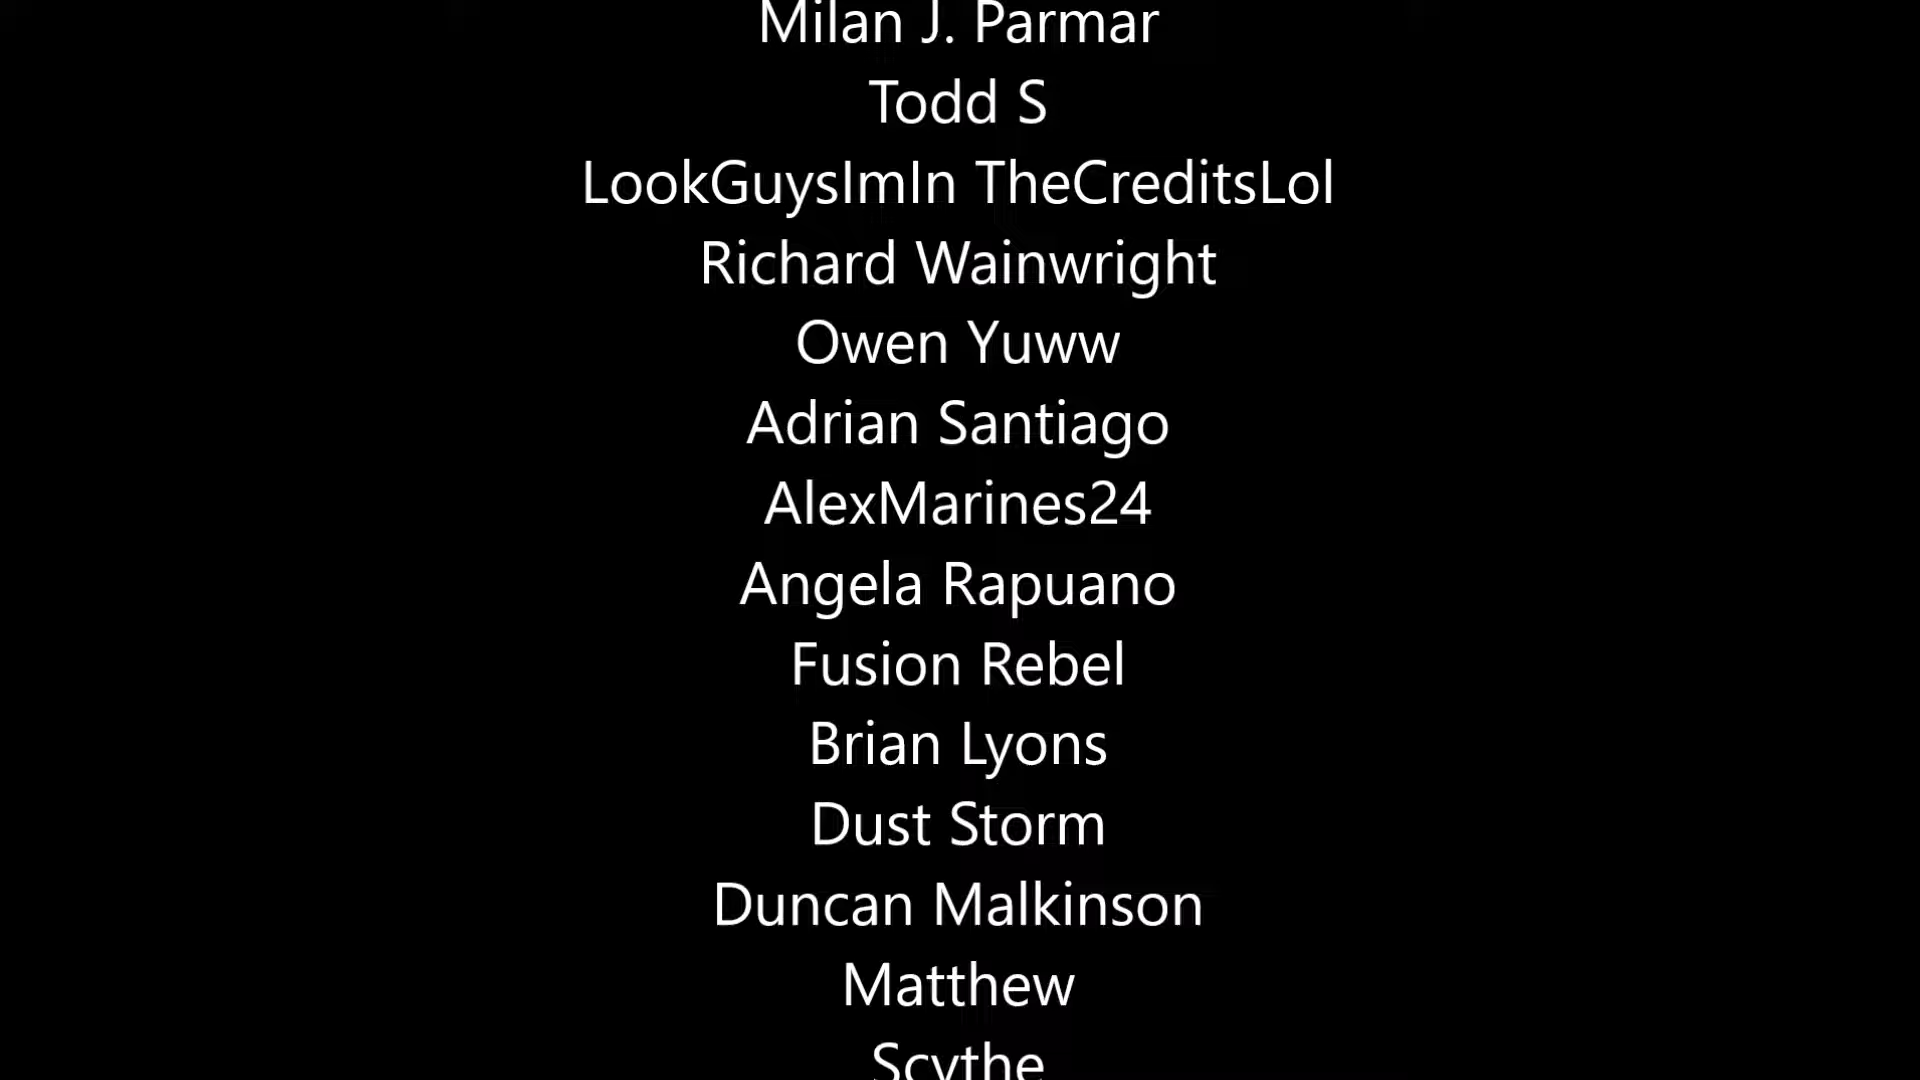 Milan J. Parmar
Todd S
LookGuysImIn TheCreditsLol
Richard Wainwright
Owen Yuww
Adrian Santiago
AlexMarines24
Angela Rapuano
Fusion Rebel
Brian Lyons
Dust Storm
Duncan Malkinson
Matthew
Scythe